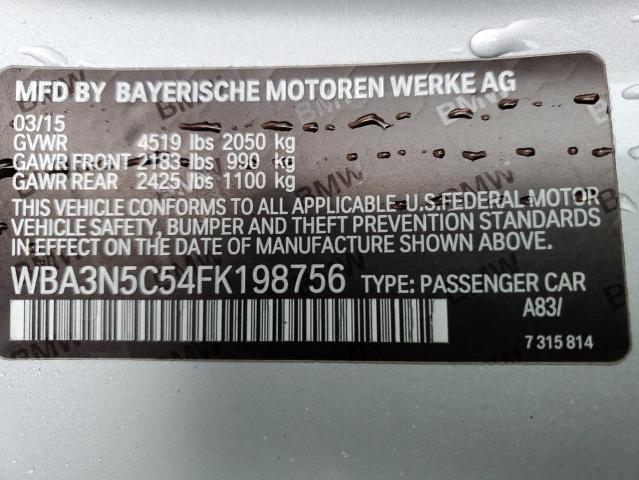 MFD BY BAYERISCHE MOTOREN WERKE AG
03/15
GVWR 4519 lbs 2050 kg
GAWR FRONT 2183 lbs 990 kg
GAWR REAR 2425 lbs 1100 kg
THIS VEHICLE CONFORMS TO ALL APPLICABLE U.S. FEDERAL MOTOR
VEHICLE SAFETY, BUMPER AND THEFT PREVENTION STANDARDS
IN EFFECT ON THE DATE OF MANUFACTURE SHOWN ABOVE.
WBA3N5C54FK198756 TYPE: PASSENGER CAR
A83/
7 315 814